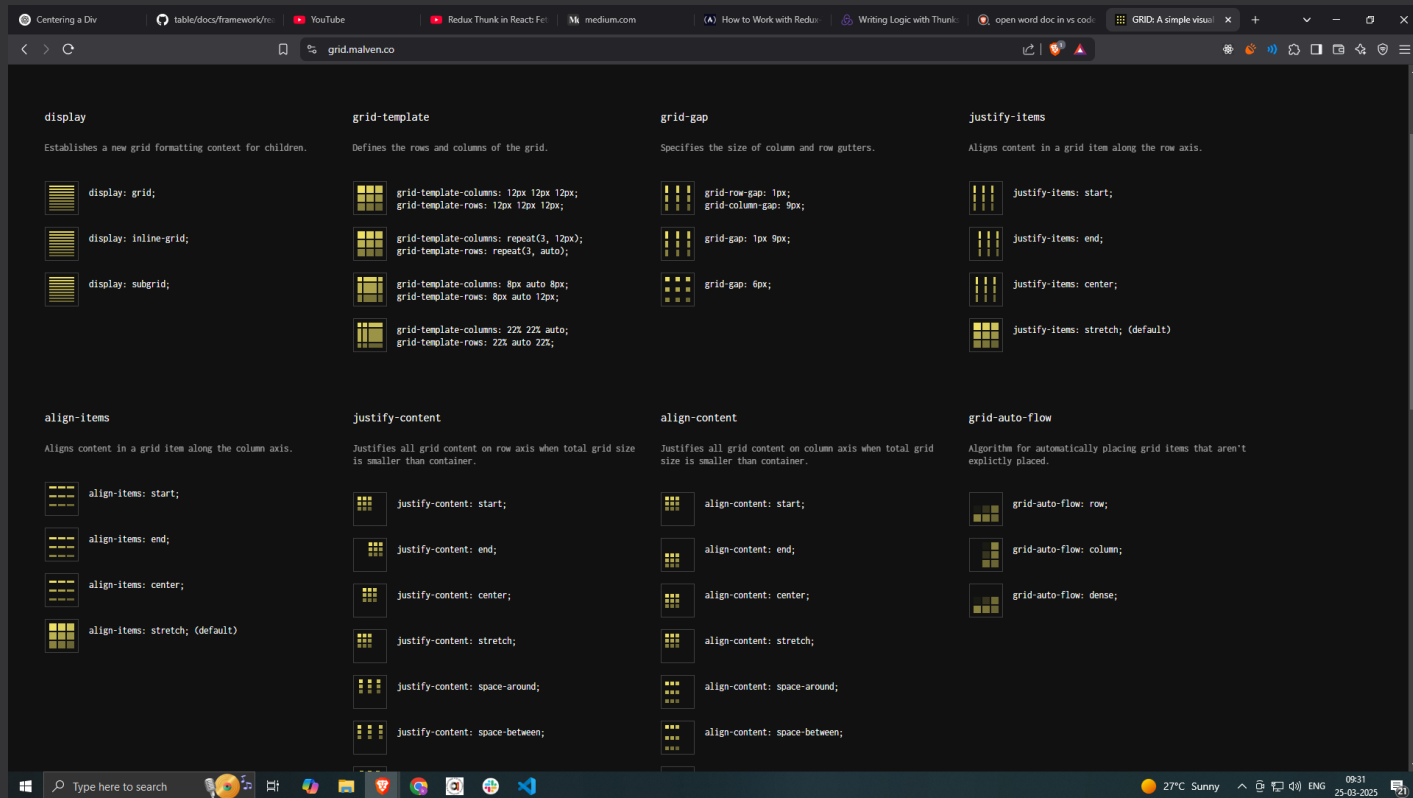 Centering a Div
table/docs/framework/rea
YouTube
Redux Thunk in React: Fet
medium.com
How to Work with Redux-
Writing Logic with Thunks
open word doc in vs code
GRID: A simple visual
grid.malven.co
display
Establishes a new grid formatting context for children.
display: grid;
display: inline-grid;
display: subgrid;
grid-template
Defines the rows and columns of the grid.
grid-template-columns: 12px 12px 12px;
grid-template-rows: 12px 12px 12px;
grid-template-columns: repeat(3, 12px);
grid-template-rows: repeat(3, auto);
grid-template-columns: 8px auto 8px;
grid-template-rows: 8px auto 12px;
grid-template-columns: 22% 22% auto;
grid-template-rows: 22% auto 22%;
grid-gap
Specifies the size of column and row gutters.
grid-row-gap: 1px;
grid-column-gap: 9px;
grid-gap: 1px 9px;
grid-gap: 6px;
justify-items
Aligns content in a grid item along the row axis.
justify-items: start;
justify-items: end;
justify-items: center;
justify-items: stretch; (default)
align-items
Aligns content in a grid item along the column axis.
align-items: start;
align-items: end;
align-items: center;
align-items: stretch; (default)
justify-content
Justifies all grid content on row axis when total grid size
is smaller than container.
justify-content: start;
justify-content: end;
justify-content: center;
justify-content: stretch;
justify-content: space-around;
justify-content: space-between;
align-content
Justifies all grid content on column axis when total grid
size is smaller than container.
align-content: start;
align-content: end;
align-content: center;
align-content: stretch;
align-content: space-around;
align-content: space-between;
grid-auto-flow
Algorithm for automatically placing grid items that aren't
explictly placed.
grid-auto-flow: row;
grid-auto-flow: column;
grid-auto-flow: dense;
Type here to search
27°C Sunny
ENG
09:31
25-03-2025
21